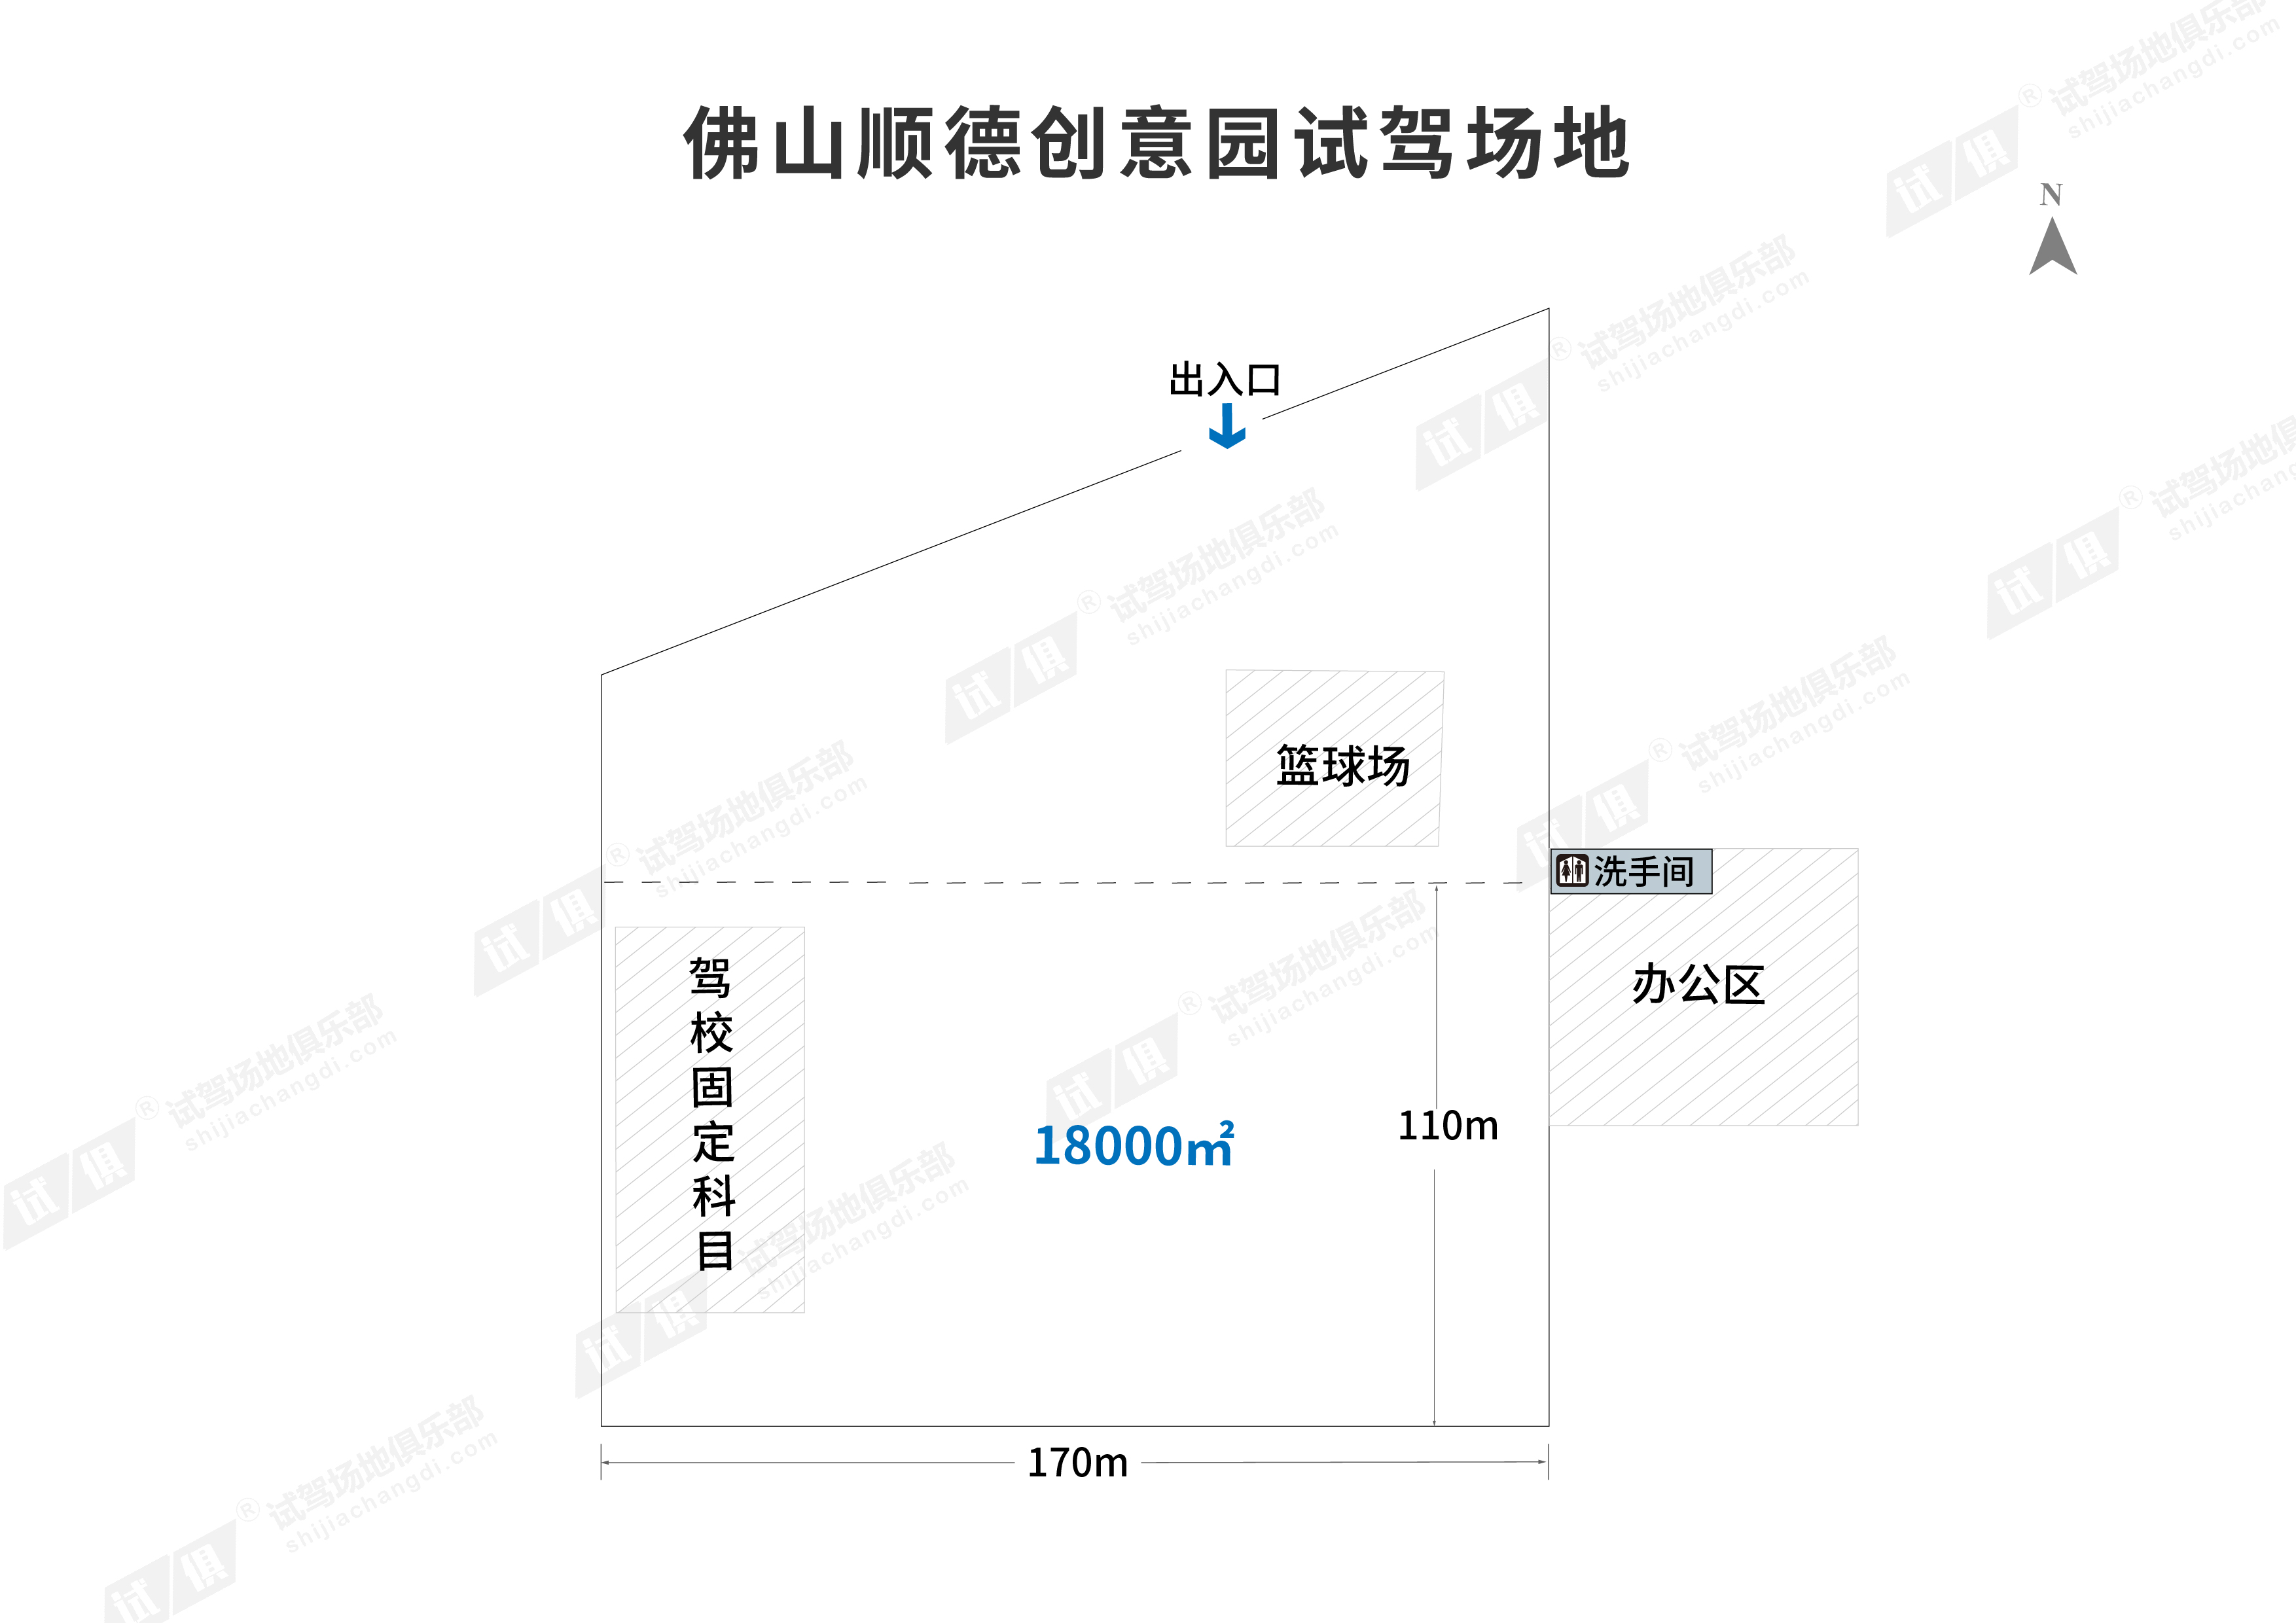 佛山顺德创意园试驾场地
N
出入口
篮球场
洗手间
办公区
驾校固定科目
18000m²
110m
170m
试俱® 试驾场地俱乐部
shijiachangdi.com